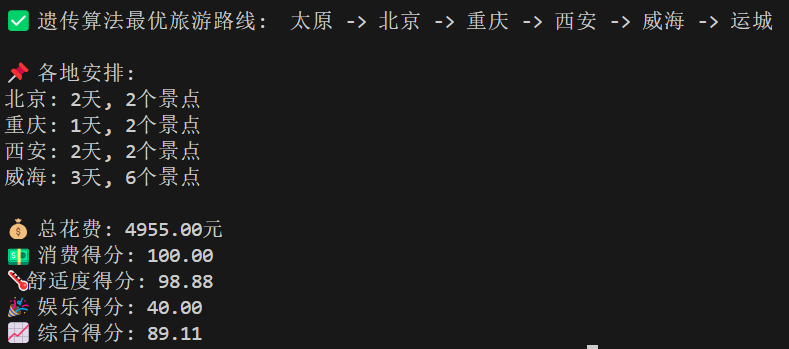 ✅ 遗传算法最优旅游路线: 太原 -> 北京 -> 重庆 -> 西安 -> 威海 -> 运城
📌 各地安排:
北京: 2天, 2个景点
重庆: 1天, 2个景点
西安: 2天, 2个景点
威海: 3天, 6个景点
💰 总花费: 4955.00元
💵 消费得分: 100.00
🌡️舒适度得分: 98.88
🎉 娱乐得分: 40.00
📈 综合得分: 89.11